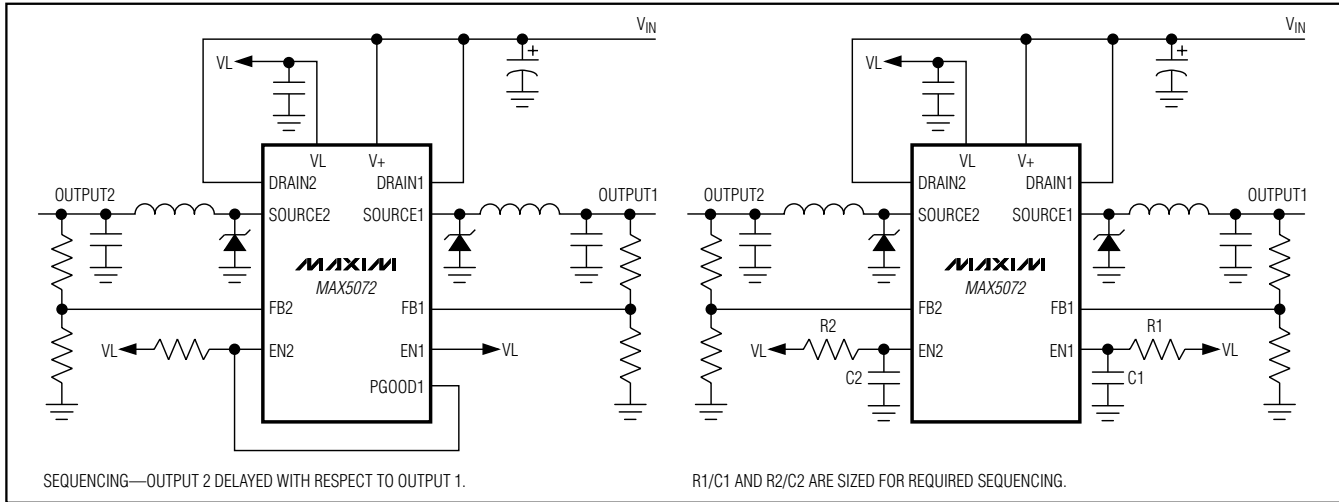 VIN
VL
VL
V+
DRAIN2
DRAIN1
OUTPUT2
OUTPUT1
SOURCE2
SOURCE1
MAXIM
MAX5072
FB2
FB1
VL
EN2
EN1
VL
PGOOD1
SEQUENCING—OUTPUT 2 DELAYED WITH RESPECT TO OUTPUT 1.
VIN
VL
VL
V+
DRAIN2
DRAIN1
OUTPUT2
OUTPUT1
SOURCE2
SOURCE1
MAXIM
MAX5072
FB2
FB1
R2
R1
VL
EN2
EN1
VL
C2
C1
R1/C1 AND R2/C2 ARE SIZED FOR REQUIRED SEQUENCING.